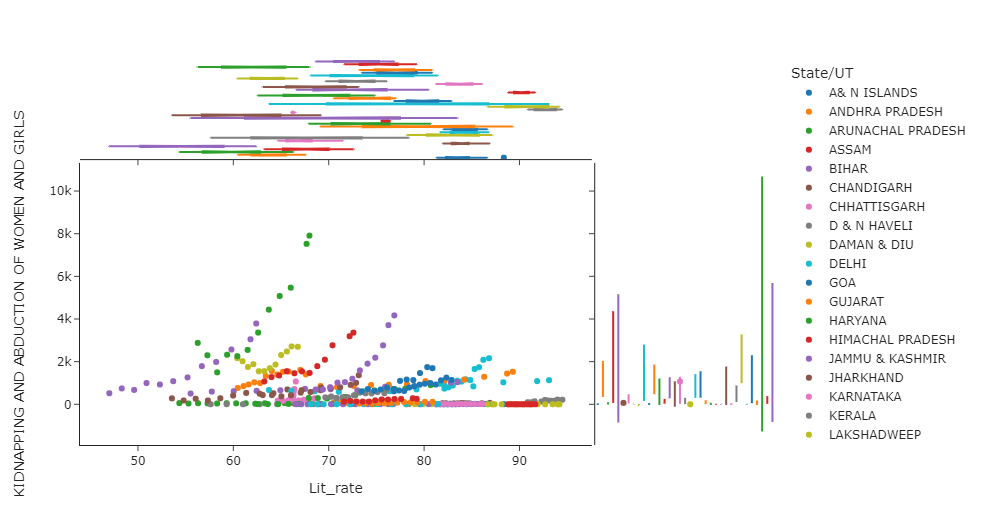 State/UT
A& N ISLANDS
ANDHRA PRADESH
ARUNACHAL PRADESH
ASSAM
BIHAR
CHANDIGARH
CHHATTISGARH
D & N HAVELI
DAMAN & DIU
DELHI
GOA
GUJARAT
HARYANA
HIMACHAL PRADESH
JAMMU & KASHMIR
JHARKHAND
KARNATAKA
KERALA
LAKSHADWEEP
KIDNAPPING AND ABDUCTION OF WOMEN AND GIRLS
10k
8k
6k
4k
2k
0
50 60 70 80 90
Lit_rate